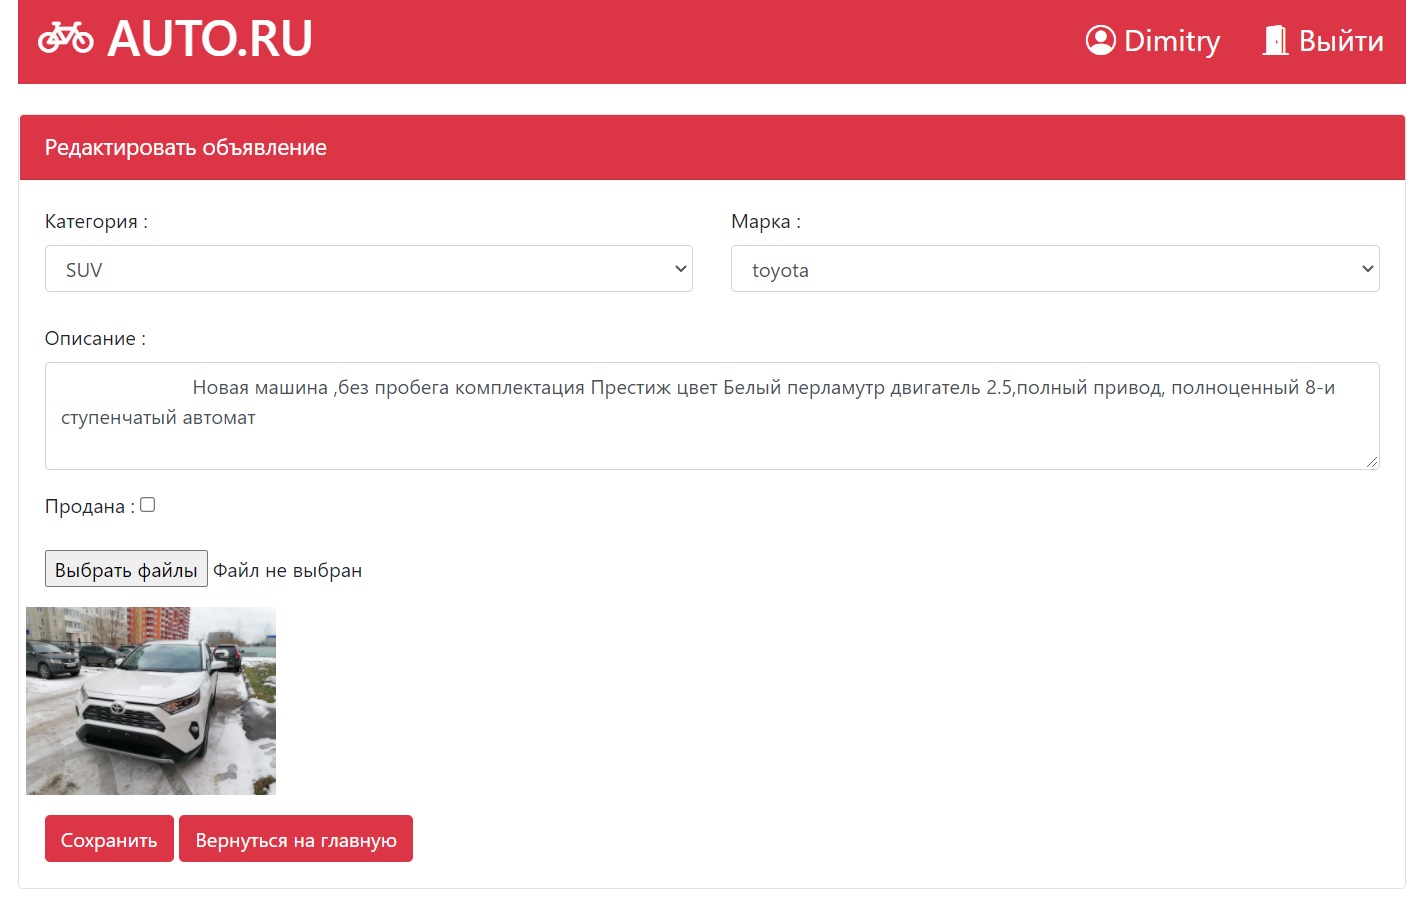 AUTO.RU
Dimitry
Выйти
Редактировать объявление
Категория :
Марка :
SUV
toyota
Описание :
Новая машина ,без пробега комплектация Престиж цвет Белый перламутр двигатель 2.5,полный привод, полноценный 8-и
ступенчатый автомат
Продана :
Выбрать файлы Файл не выбран
Сохранить
Вернуться на главную